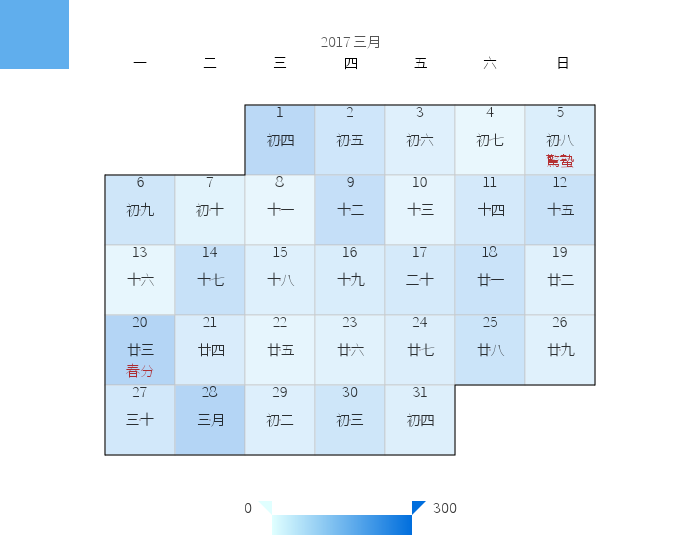 2017 三月
一 二 三 四 五 六 日
1 2 3 4 5
初四 初五 初六 初七 初八
驚蟄
6 7 8 9 10 11 12
初九 初十 十一 十二 十三 十四 十五
13 14 15 16 17 18 19
十六 十七 十八 十九 二十 廿一 廿二
20 21 22 23 24 25 26
廿三 廿四 廿五 廿六 廿七 廿八 廿九
春分
27 28 29 30 31
三十 三月 初二 初三 初四
0 300